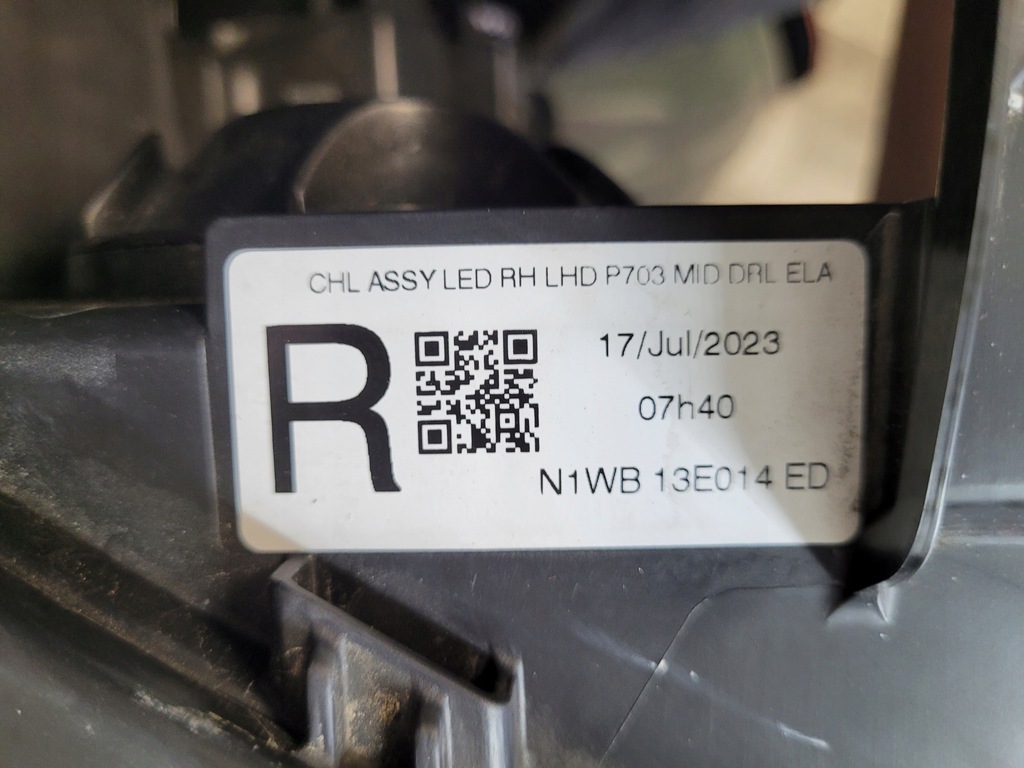 CHL ASSY LED RH LHD P703 MID DRL ELA
R
17/Jul/2023
07h40
N1WB 13E014 ED